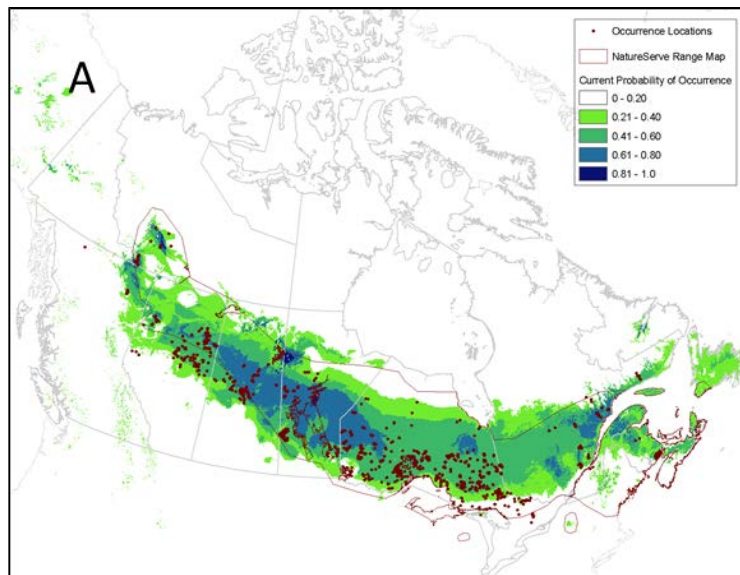 A
Occurrence Locations
NatureServe Range Map
Current Probability of Occurrence
0 - 0.20
0.21 - 0.40
0.41 - 0.60
0.61 - 0.80
0.81 - 1.0